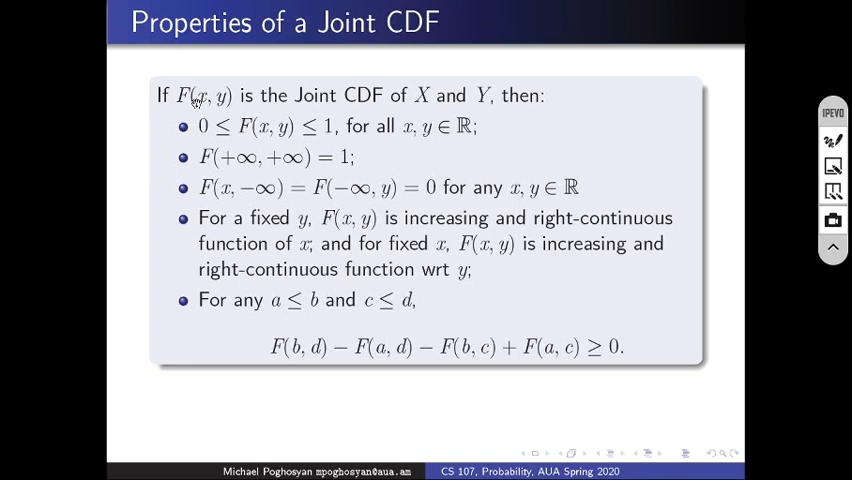 Properties of a Joint CDF
If F(x, y) is the Joint CDF of X and Y, then:
0 ≤ F(x, y) ≤ 1, for all x, y ∈ ℝ;
F(+∞, +∞) = 1;
F(x, −∞) = F(−∞, y) = 0 for any x, y ∈ ℝ
For a fixed y, F(x, y) is increasing and right-continuous
function of x; and for fixed x, F(x, y) is increasing and
right-continuous function wrt y;
For any a ≤ b and c ≤ d,
F(b, d) − F(a, d) − F(b, c) + F(a, c) ≥ 0.
Michael Poghosyan mpoghosyan@aua.am
CS 107, Probability, AUA Spring 2020
IPEVO